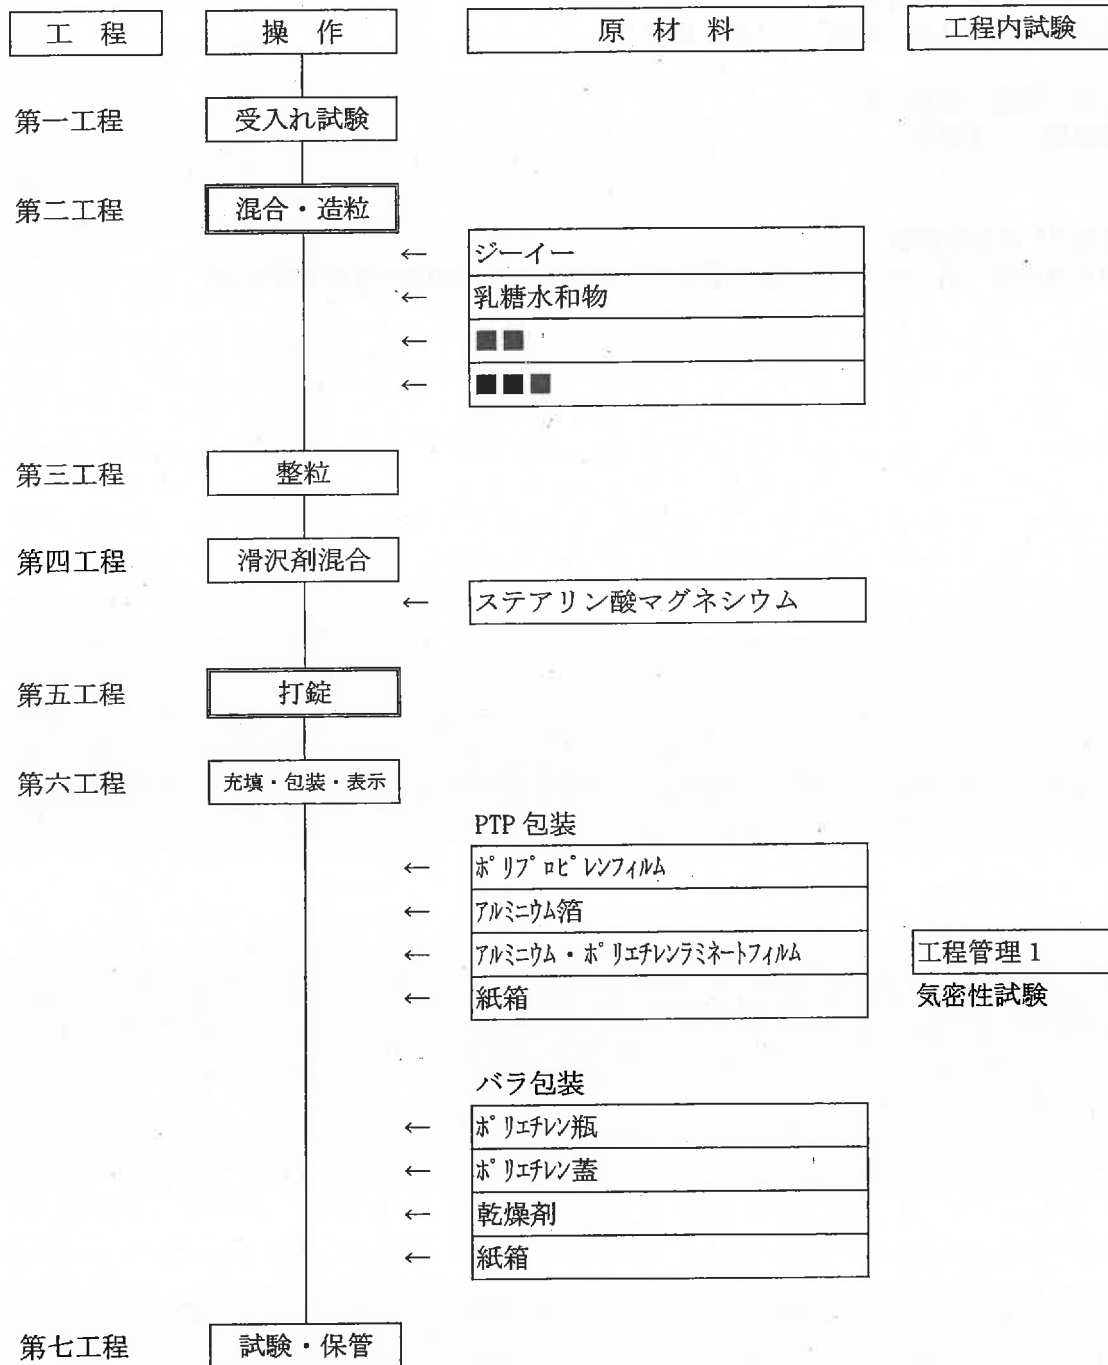 工程 操作 原材料 工程内試験
第一工程 受入れ試験
第二工程 混合・造粒
← ジーイー
← 乳糖水和物
← ■■
← ■■■
第三工程 整粒
第四工程 滑沢剤混合
← ステアリン酸マグネシウム
第五工程 打錠
第六工程 充填・包装・表示
PTP 包装
← ﾎﾟﾘﾌﾟﾛﾋﾟﾚﾝﾌｨﾙﾑ
← ｱﾙﾐﾆｳﾑ箔
← ｱﾙﾐﾆｳﾑ・ﾎﾟﾘｴﾁﾚﾝﾗﾐﾈｰﾄﾌｨﾙﾑ 工程管理 1
← 紙箱 気密性試験
バラ包装
← ﾎﾟﾘｴﾁﾚﾝ瓶
← ﾎﾟﾘｴﾁﾚﾝ蓋
← 乾燥剤
← 紙箱
第七工程 試験・保管